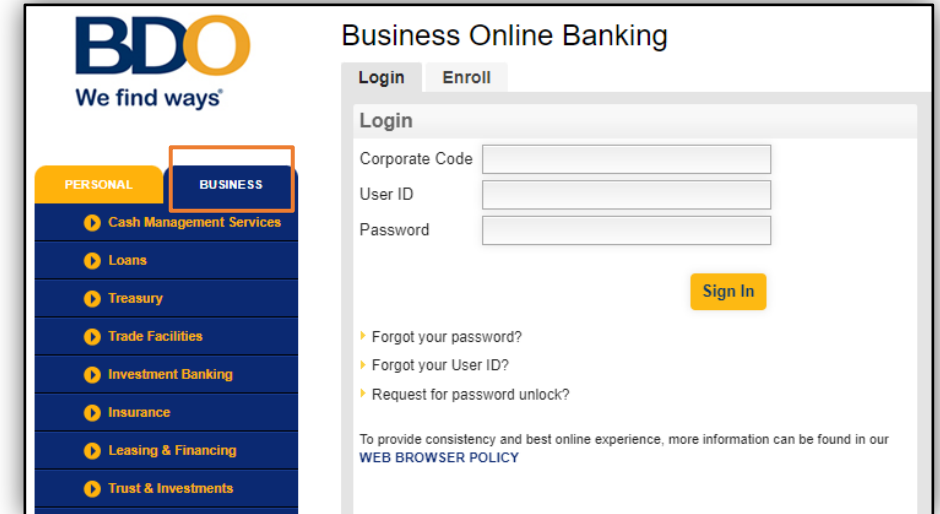 BDO
We find ways®
PERSONAL
BUSINESS
Cash Management Services
Loans
Treasury
Trade Facilities
Investment Banking
Insurance
Leasing & Financing
Trust & Investments
Business Online Banking
Login Enroll
Login
Corporate Code
User ID
Password
Sign In
Forgot your password?
Forgot your User ID?
Request for password unlock?
To provide consistency and best online experience, more information can be found in our
WEB BROWSER POLICY